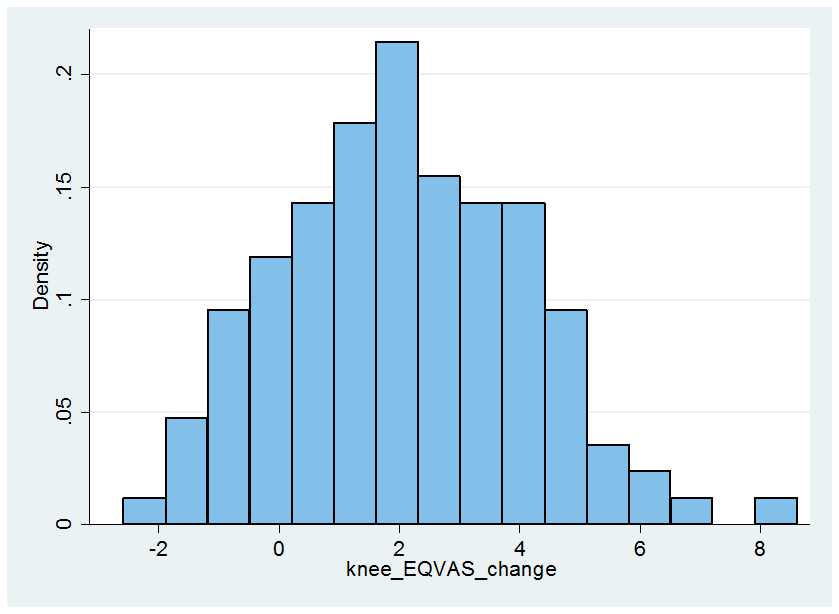 Density
.2
.15
.1
.05
0
-2 0 2 4 6 8
knee_EQVAS_change